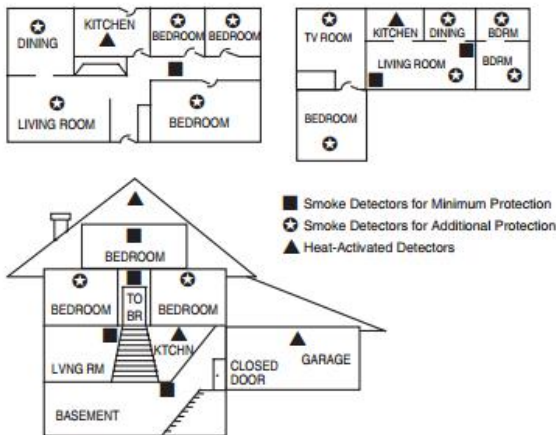 DINING
KITCHEN
BEDROOM
BEDROOM
LIVING ROOM
BEDROOM
TV ROOM
KITCHEN
DINING
BDRM
LIVING ROOM
BDRM
BEDROOM
Smoke Detectors for Minimum Protection
Smoke Detectors for Additional Protection
Heat-Activated Detectors
BEDROOM
BEDROOM
TO
BR
BEDROOM
LVNG RM
KTCHN
CLOSED
DOOR
GARAGE
BASEMENT